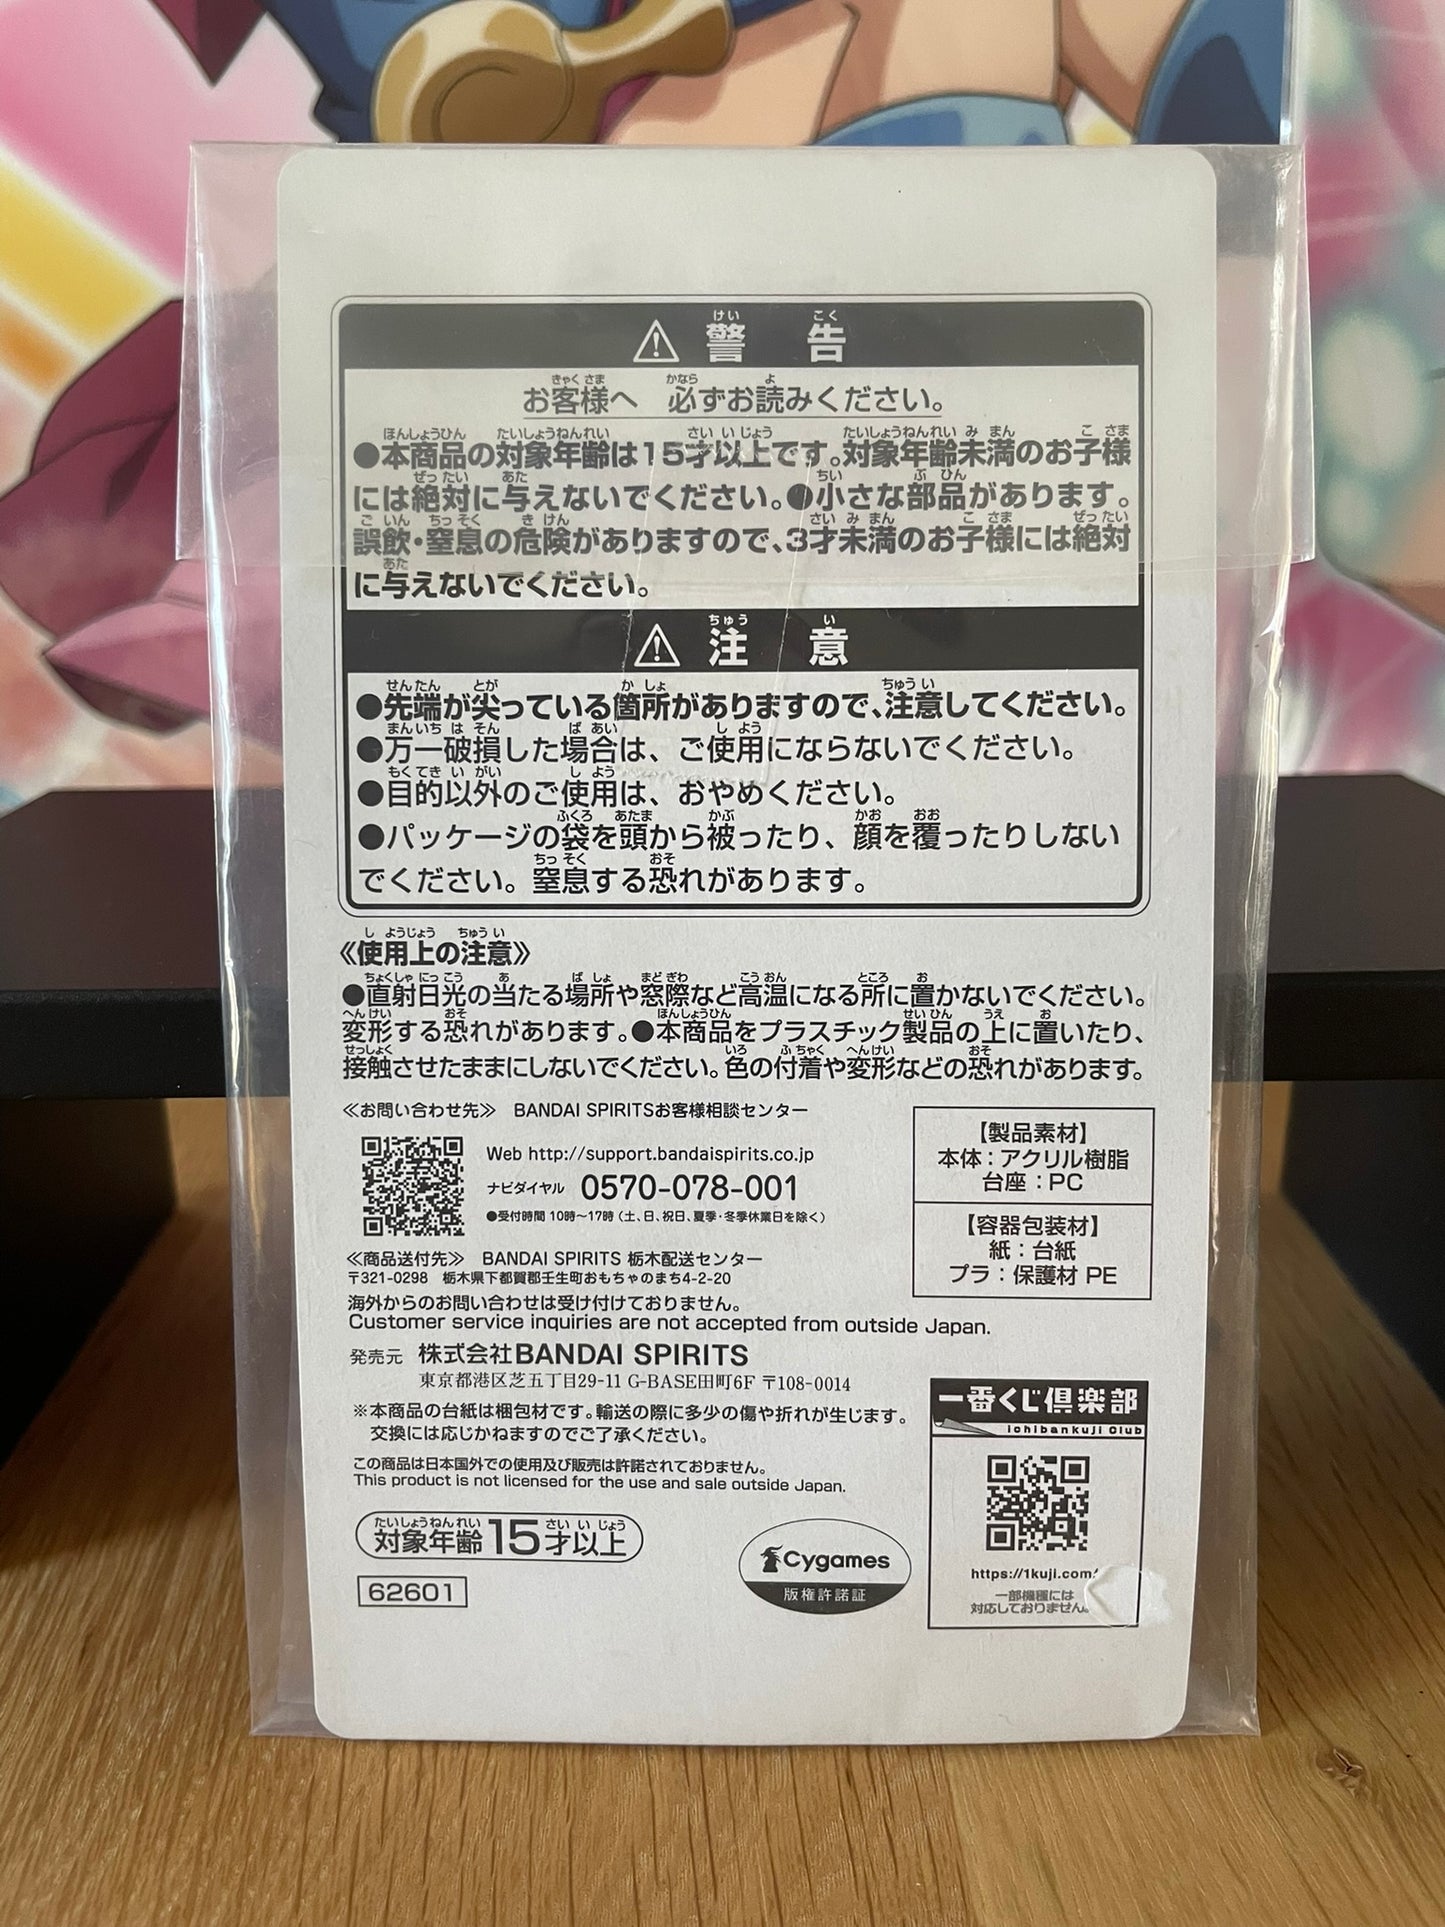 警告
お客様へ 必ずお読みください。
●本商品の対象年齢は15才以上です。対象年齢未満のお子様
には絶対に与えないでください。●小さな部品があります。
誤飲・窒息の危険がありますので、3才未満のお子様には絶対
に与えないでください。
注意
●先端が尖っている箇所がありますので、注意してください。
●万一破損した場合は、ご使用にならないでください。
●目的以外のご使用は、おやめください。
●パッケージの袋を頭から被ったり、顔を覆ったりしない
でください。窒息する恐れがあります。
《使用上の注意》
●直射日光の当たる場所や窓際など高温になる所に置かないでください。
変形する恐れがあります。●本商品をプラスチック製品の上に置いたり、
接触させたままにしないでください。色の付着や変形などの恐れがあります。
≪お問い合わせ先≫ BANDAI SPIRITSお客様相談センター
Web http://support.bandaispirits.co.jp
ナビダイヤル 0570-078-001
●受付時間 10時～17時（土、日、祝日、夏季・冬季休業日を除く）
【製品素材】
本体：アクリル樹脂
台座：PC
【容器包装材】
紙：台紙
プラ：保護材 PE
≪商品送付先≫ BANDAI SPIRITS 栃木配送センター
〒321-0298 栃木県下都賀郡壬生町おもちゃのまち4-2-20
海外からのお問い合わせは受け付けておりません。
Customer service inquiries are not accepted from outside Japan.
発売元 株式会社BANDAI SPIRITS
東京都港区芝五丁目29-11 G-BASE田町6F 〒108-0014
※本商品の台紙は梱包材です。輸送の際に多少の傷や折れが生じます。
交換には応じかねますのでご了承ください。
この商品は日本国外での使用及び販売は許諾されておりません。
This product is not licensed for the use and sale outside Japan.
対象年齢15才以上
62601
Cygames
版権許諾証
一番くじ倶楽部
ichibankuji Club
https://1kuji.com/
一部機種には
対応しておりません。